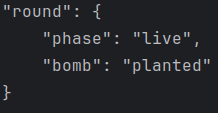 "round": {
    "phase": "live",
    "bomb": "planted"
}